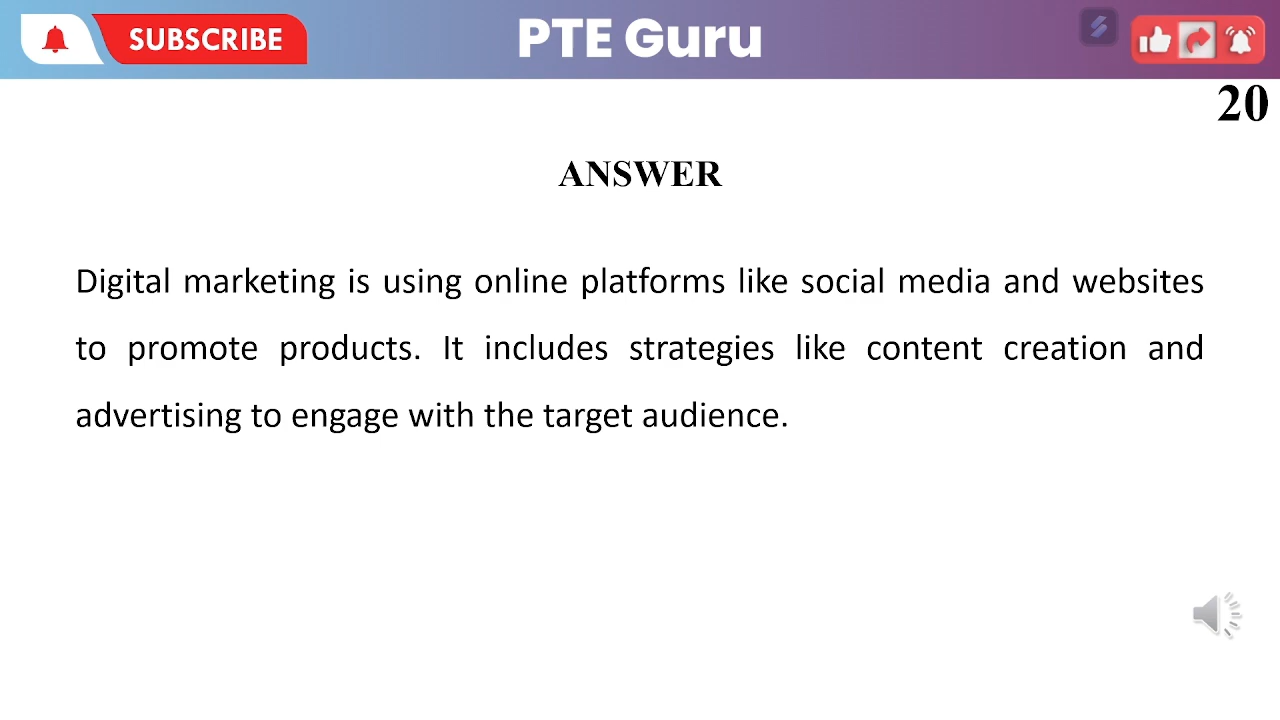 SUBSCRIBE
PTE Guru
20
ANSWER
Digital marketing is using online platforms like social media and websites
to promote products. It includes strategies like content creation and
advertising to engage with the target audience.